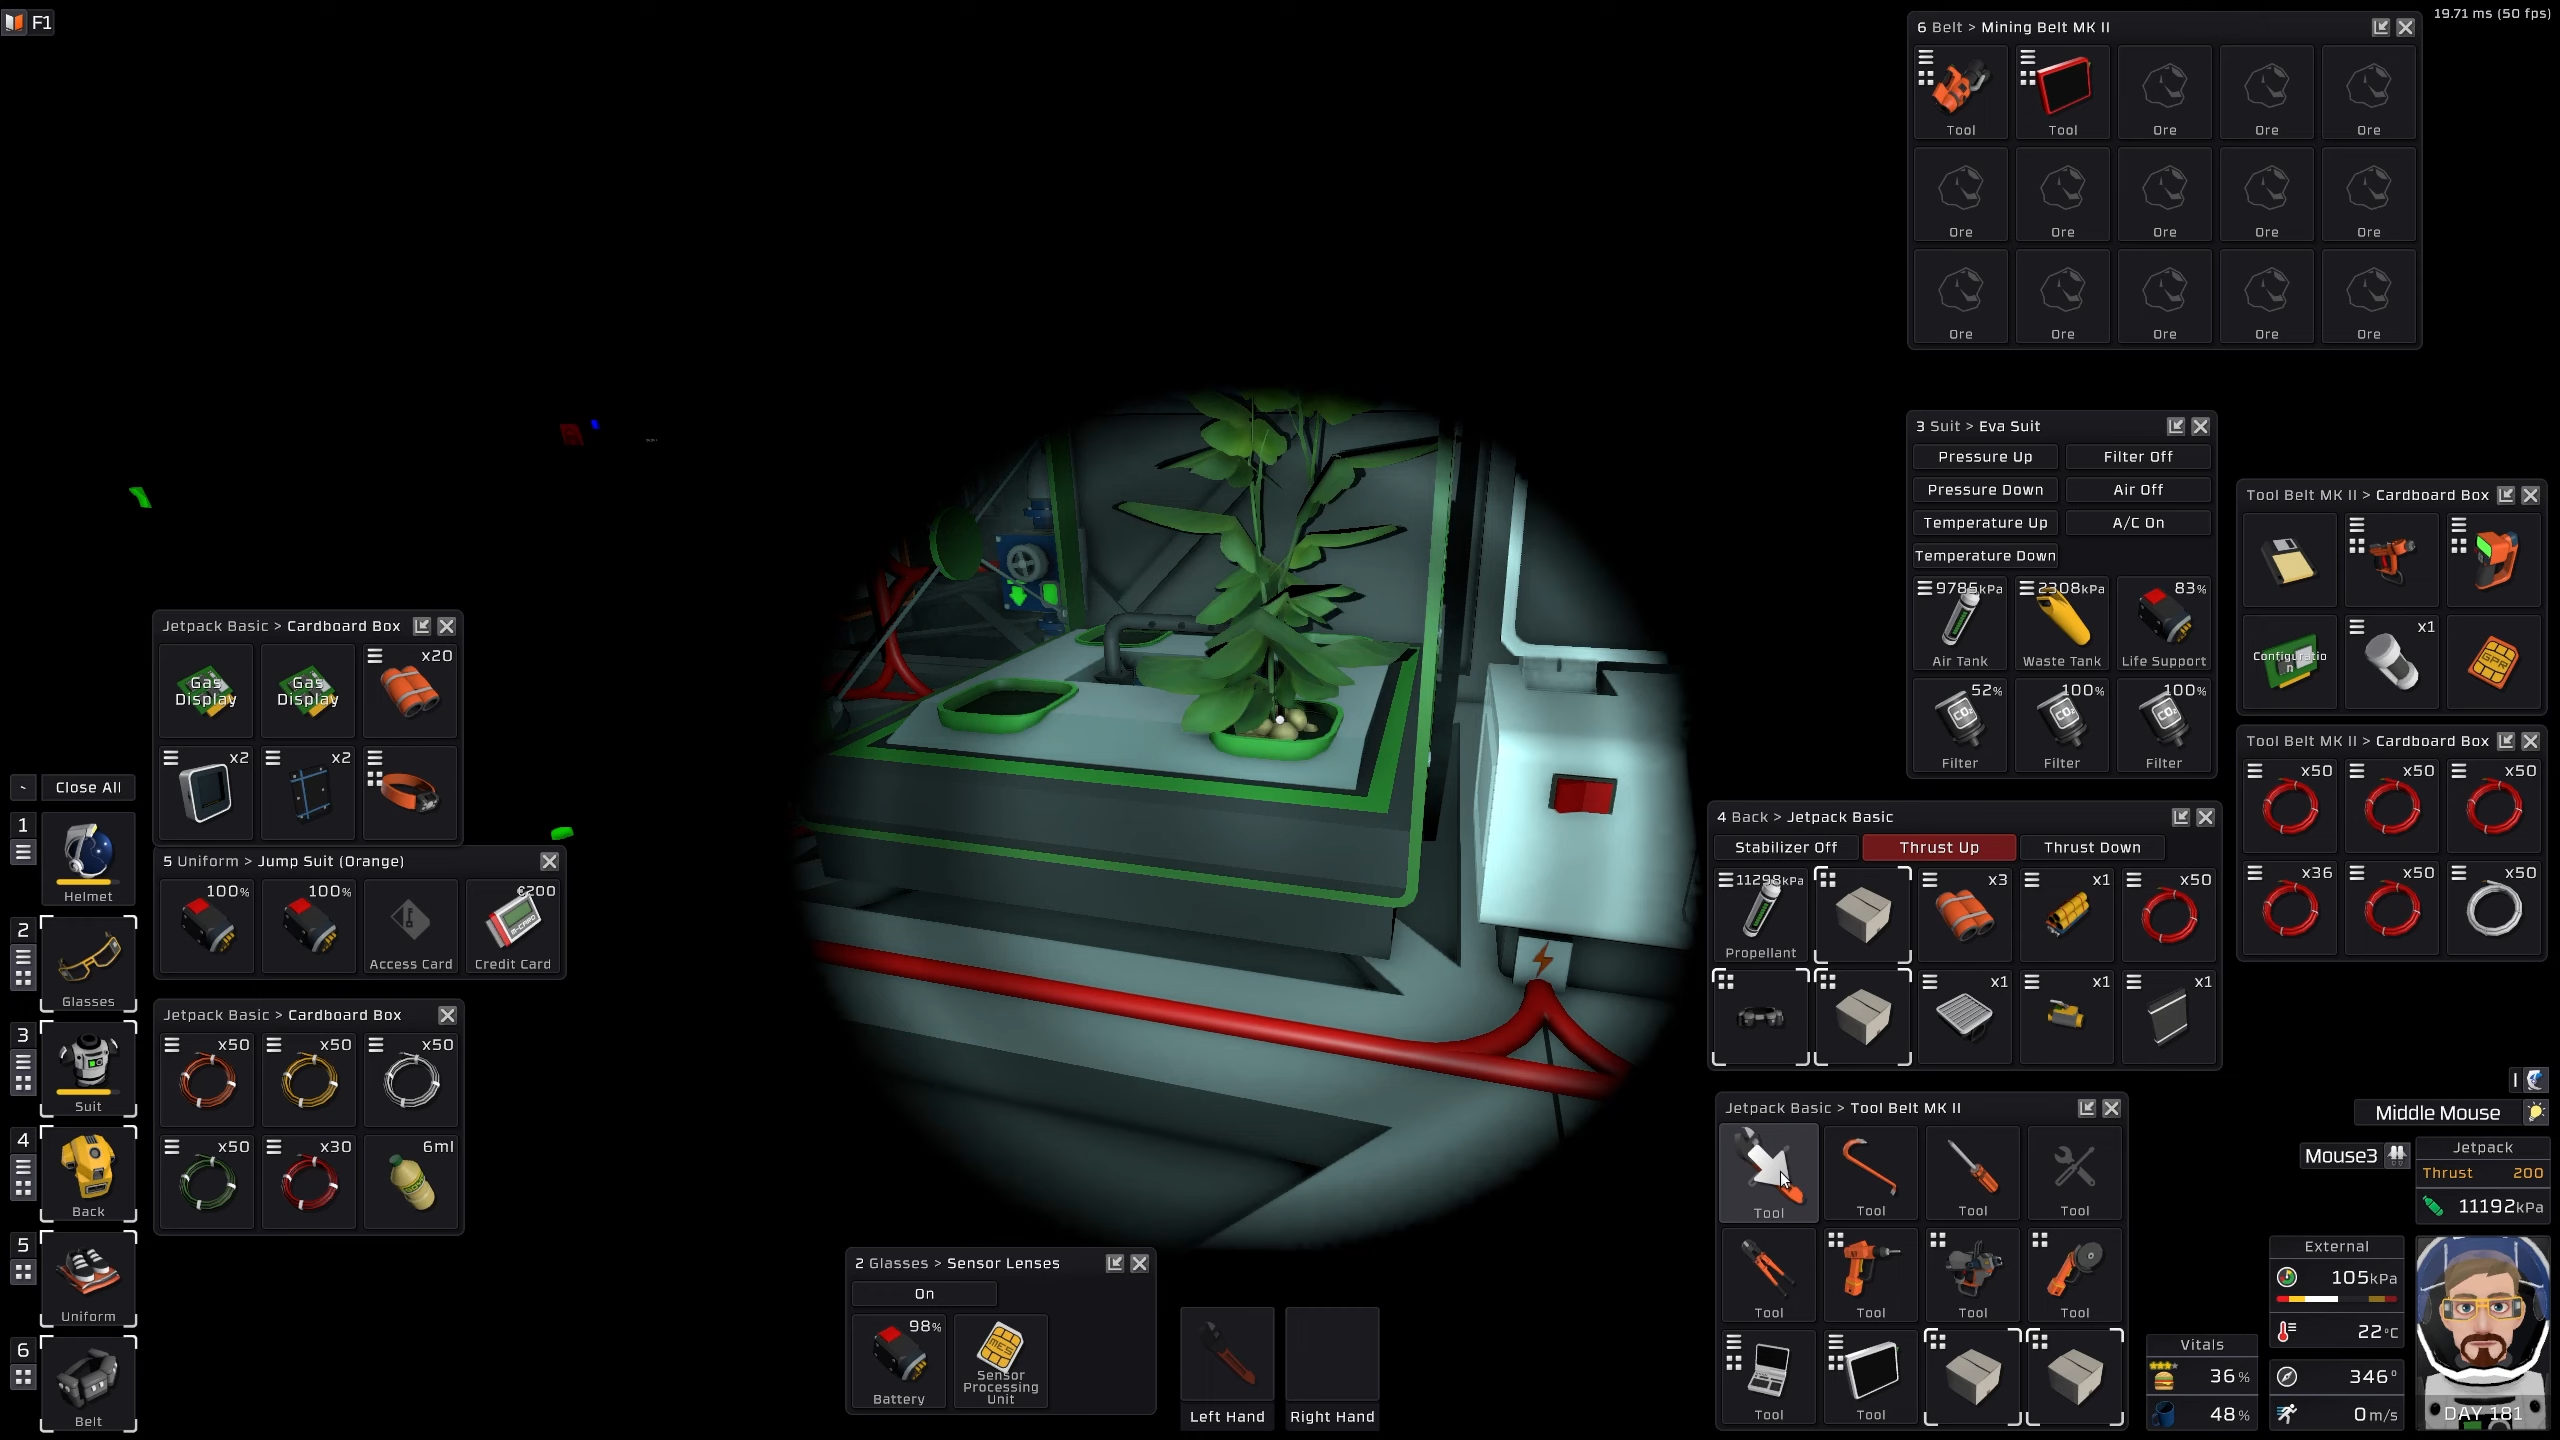 F1
19.71 ms (50 fps)
6 Belt > Mining Belt MK II
Tool
Tool
Ore
Ore
Ore
Ore
Ore
Ore
Ore
Ore
Ore
Ore
Ore
Ore
Ore
3 Suit > Eva Suit
Pressure Up
Filter Off
Pressure Down
Air Off
Temperature Up
A/C On
Temperature Down
9785kPa
2308kPa
83%
Air Tank
Waste Tank
Life Support
52%
100%
100%
CO₂
CO₂
CO₂
Filter
Filter
Filter
Tool Belt MK II > Cardboard Box
Configuratio
n
x1
GPR
Tool Belt MK II > Cardboard Box
x50
x50
x50
x36
x50
x50
Jetpack Basic > Cardboard Box
Gas
Display
Gas
Display
x20
x2
x2
~
Close All
1
Helmet
2
Glasses
3
Suit
4
Back
5
Uniform
6
Belt
5 Uniform > Jump Suit (Orange)
100%
100%
€200
Access Card
Credit Card
Jetpack Basic > Cardboard Box
x50
x50
x50
x50
x30
6ml
4 Back > Jetpack Basic
Stabilizer Off
Thrust Up
Thrust Down
11298kPa
x3
x1
x50
Propellant
x1
x1
x1
Jetpack Basic > Tool Belt MK II
Tool
Tool
Tool
Tool
Tool
Tool
Tool
Tool
Tool
Tool
2 Glasses > Sensor Lenses
On
98%
Battery
MES
Sensor
Processing
Unit
Left Hand
Right Hand
I
Middle Mouse
Mouse3
Jetpack
Thrust 200
11192kPa
External
105kPa
22°C
Vitals
36%
48%
346°
0m/s
DAY 181